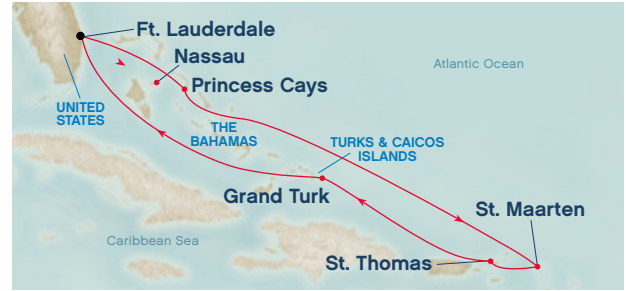 Ft. Lauderdale
Nassau
Atlantic Ocean
Princess Cays
UNITED
STATES
THE
BAHAMAS
TURKS & CAICOS
ISLANDS
Grand Turk
St. Maarten
Caribbean Sea
St. Thomas